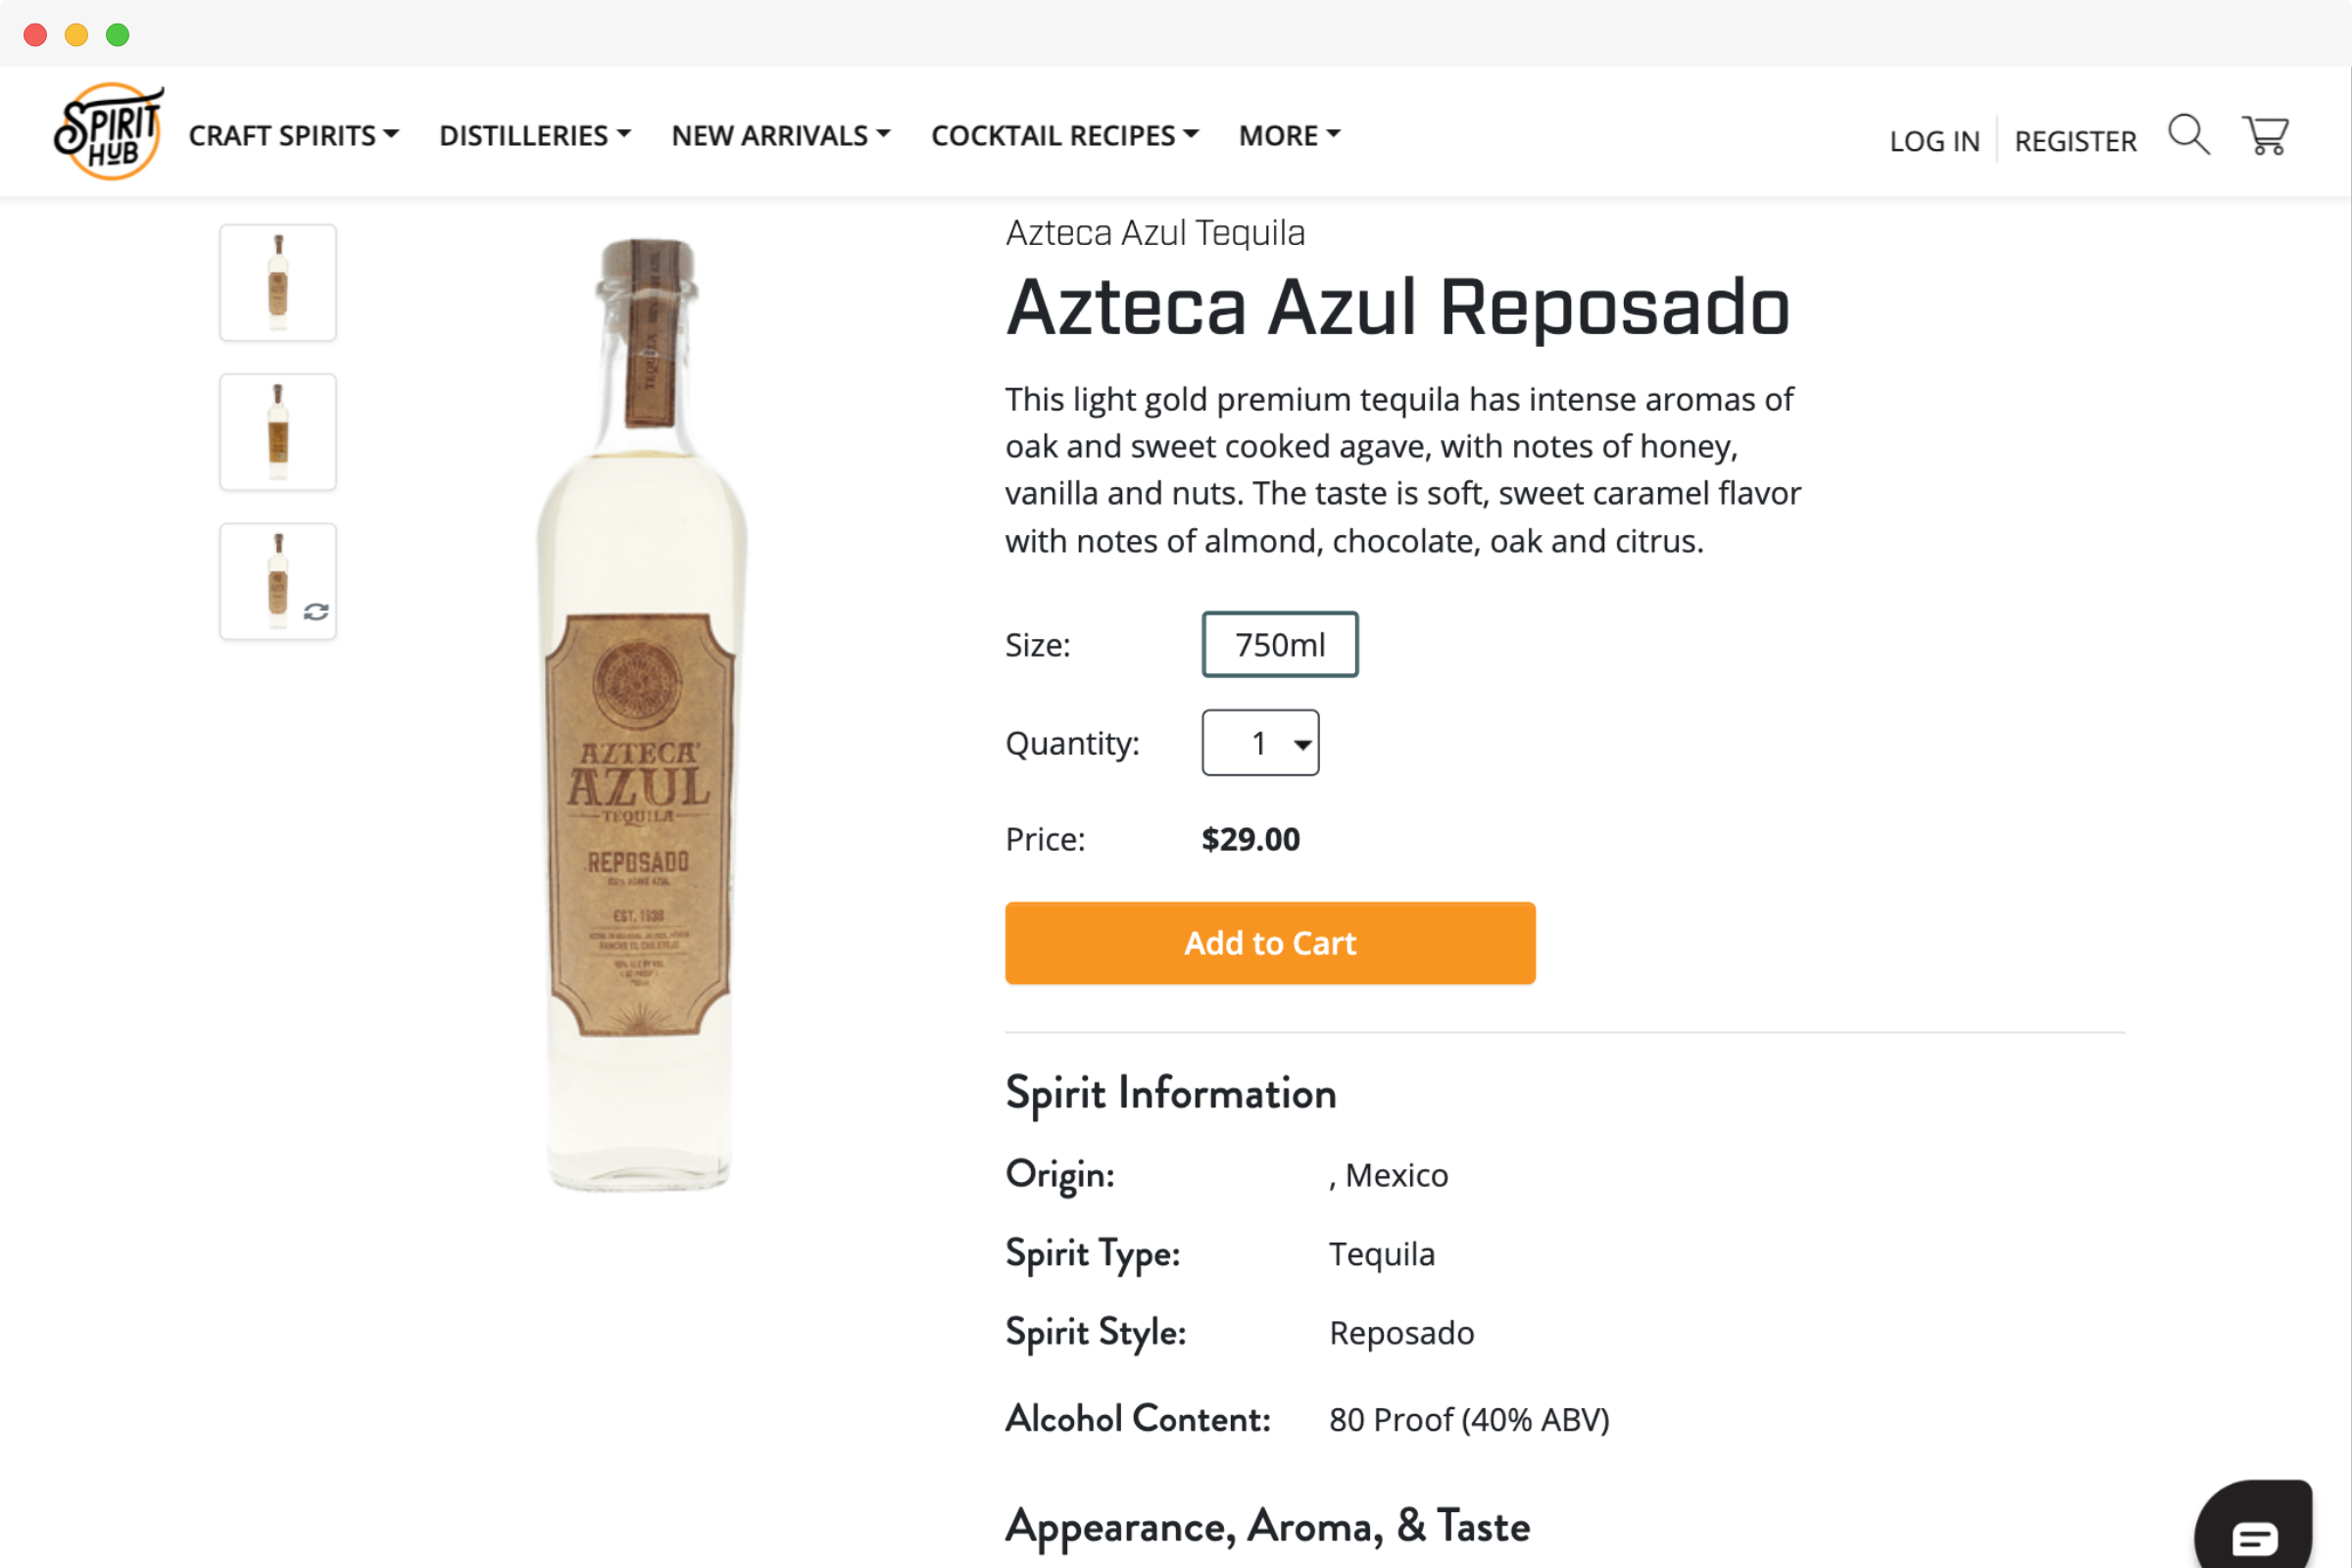 SPIRIT
HUB
CRAFT SPIRITS
DISTILLERIES
NEW ARRIVALS
COCKTAIL RECIPES
MORE
LOG IN
REGISTER
Azteca Azul Tequila
Azteca Azul Reposado
This light gold premium tequila has intense aromas of
oak and sweet cooked agave, with notes of honey,
vanilla and nuts. The taste is soft, sweet caramel flavor
with notes of almond, chocolate, oak and citrus.
Size: 750ml
Quantity: 1
Price: $29.00
Add to Cart
Spirit Information
Origin: , Mexico
Spirit Type: Tequila
Spirit Style: Reposado
Alcohol Content: 80 Proof (40% ABV)
Appearance, Aroma, & Taste
TEQUILA
AZTECA
AZUL
TEQUILA
REPOSADO
100% AGAVE AZUL